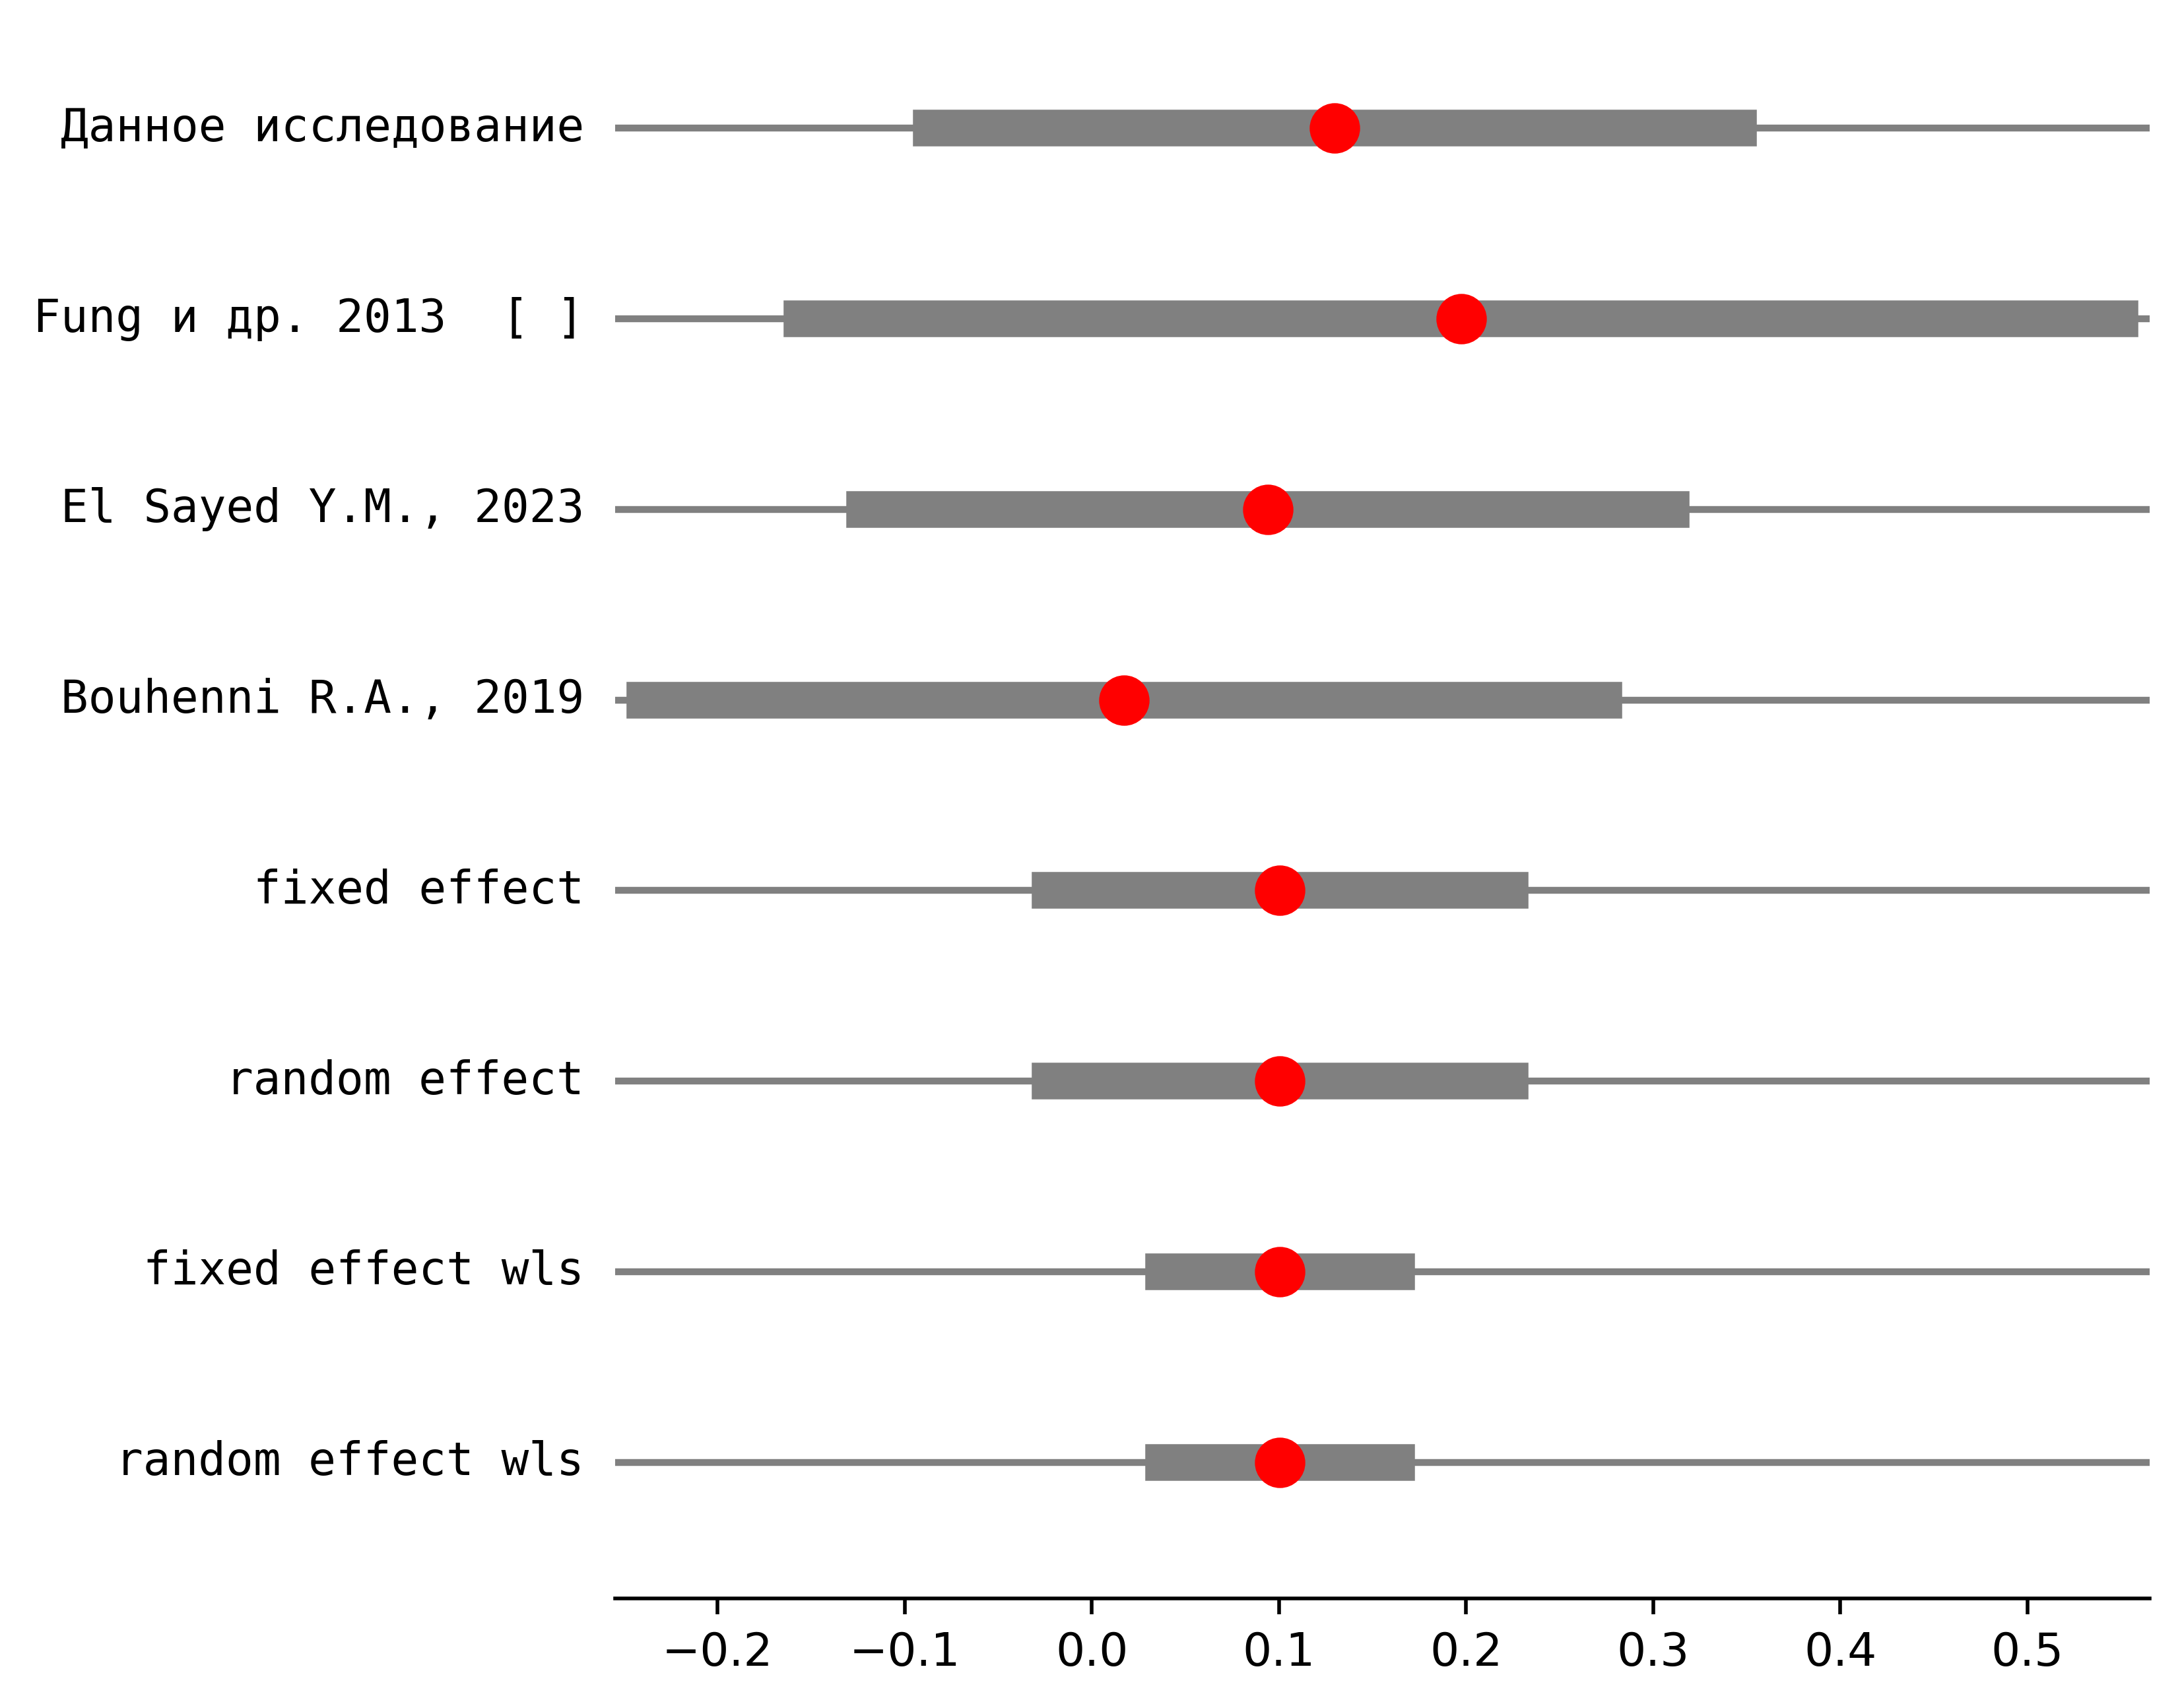 Данное исследование
Fung и др. 2013  [ ]
El Sayed Y.M., 2023
Bouhenni R.A., 2019
fixed effect
random effect
fixed effect wls
random effect wls
−0.2 −0.1 0.0 0.1 0.2 0.3 0.4 0.5